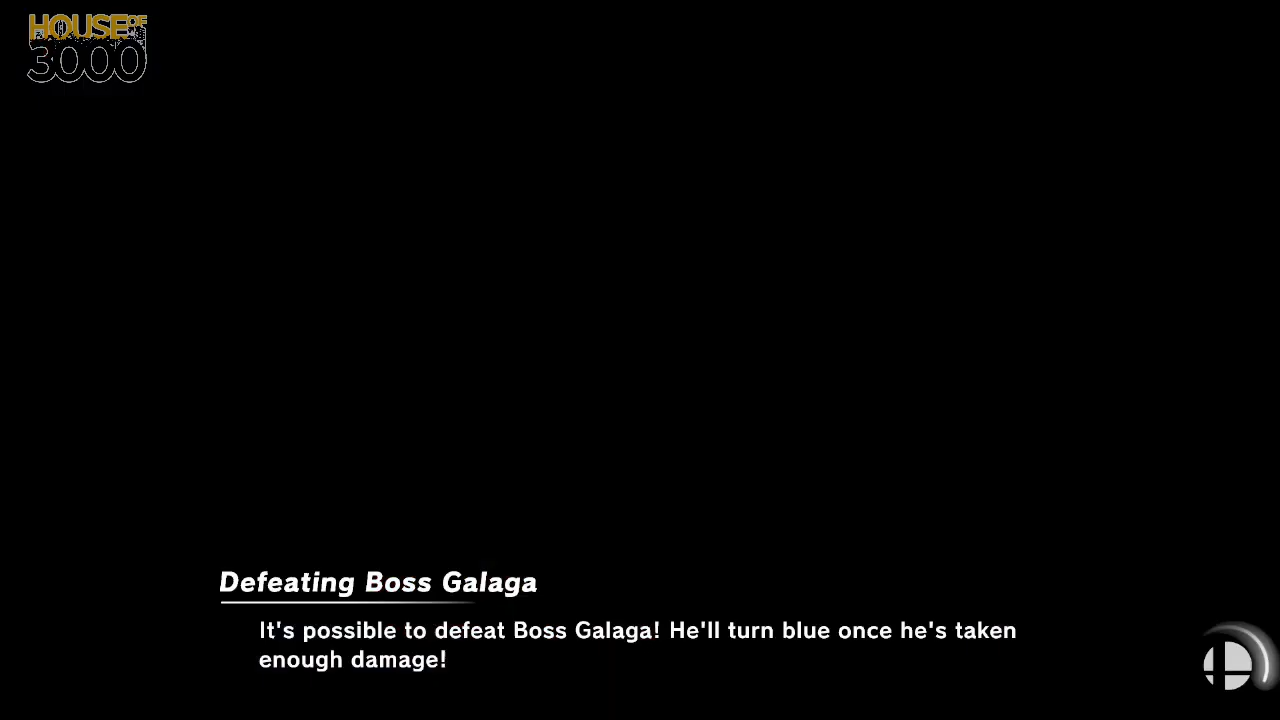 HOUSE OF
3000
Defeating Boss Galaga
It's possible to defeat Boss Galaga! He'll turn blue once he's taken
enough damage!